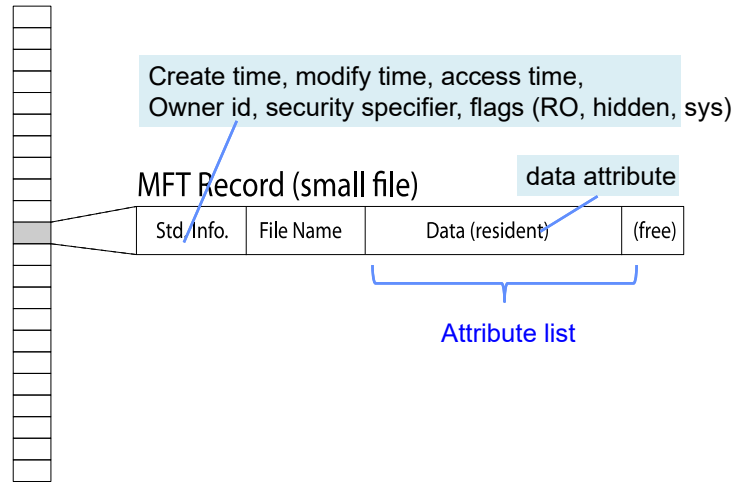 Create time, modify time, access time,
Owner id, security specifier, flags (RO, hidden, sys)
MFT Record (small file)
data attribute
Std. Info.
File Name
Data (resident)
(free)
Attribute list